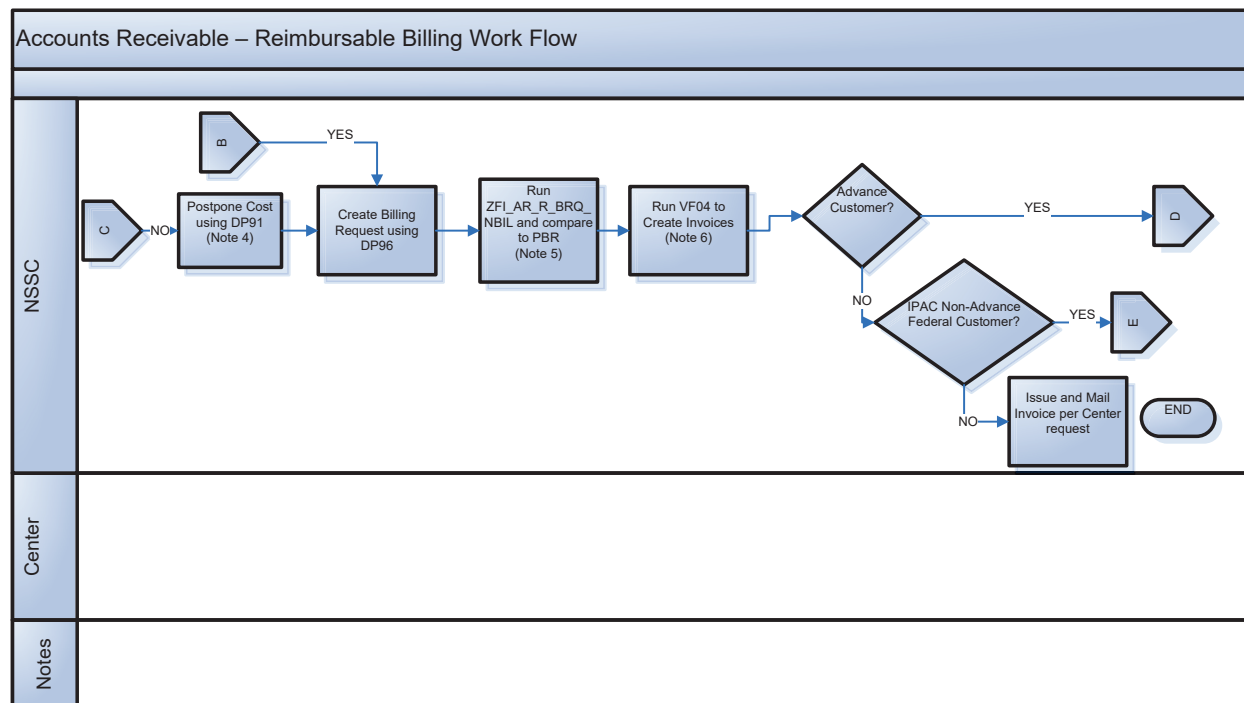 Accounts Receivable – Reimbursable Billing Work Flow
NSSC
B
YES
C
NO
Postpone Cost
using DP91
(Note 4)
Create Billing
Request using
DP96
Run
ZFI_AR_R_BRQ_
NBIL and compare
to PBR
(Note 5)
Run VF04 to
Create Invoices
(Note 6)
Advance
Customer?
YES
D
NO
IPAC Non-Advance
Federal Customer?
YES
E
NO
Issue and Mail
Invoice per Center
request
END
Center
Notes